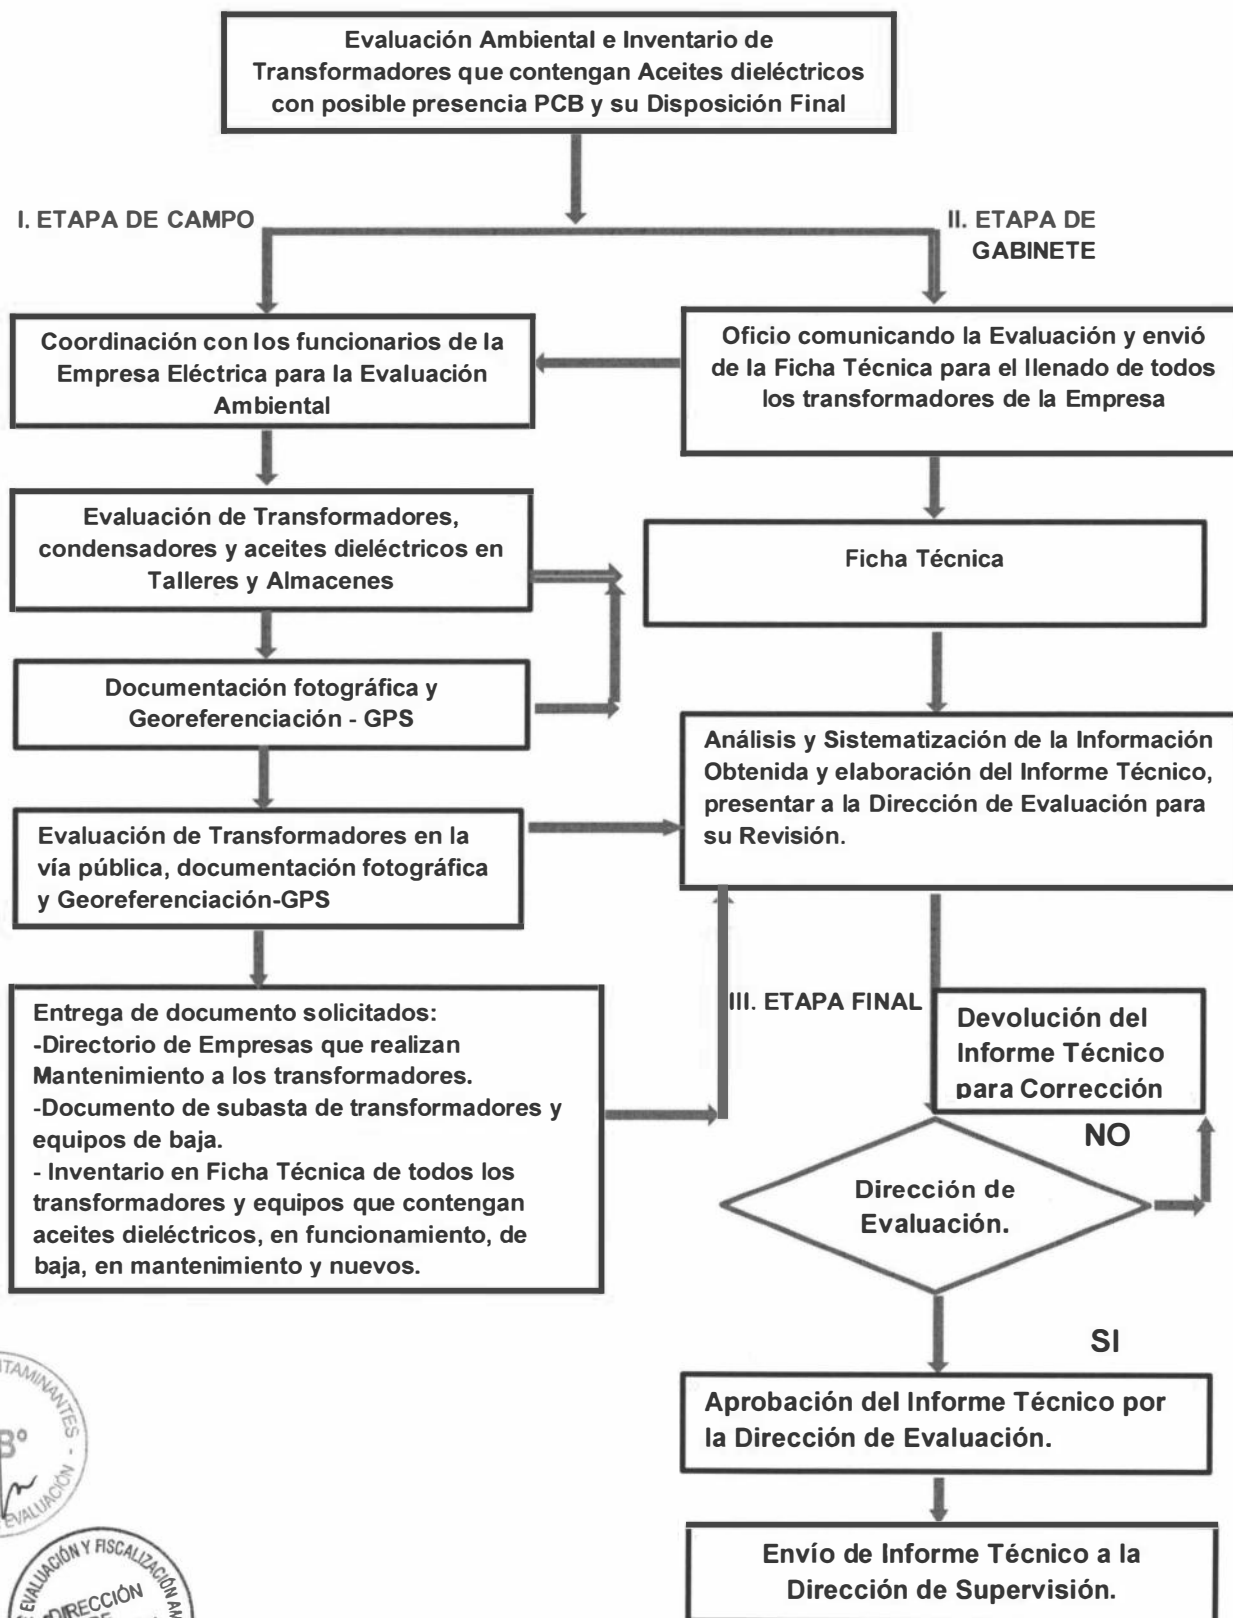 Evaluación Ambiental e Inventario de
Transformadores que contengan Aceites dieléctricos
con posible presencia PCB y su Disposición Final
I. ETAPA DE CAMPO
II. ETAPA DE
GABINETE
Coordinación con los funcionarios de la
Empresa Eléctrica para la Evaluación
Ambiental
Oficio comunicando la Evaluación y envió
de la Ficha Técnica para el llenado de todos
los transformadores de la Empresa
Evaluación de Transformadores,
condensadores y aceites dieléctricos en
Talleres y Almacenes
Ficha Técnica
Documentación fotográfica y
Georeferenciación - GPS
Análisis y Sistematización de la Información
Obtenida y elaboración del Informe Técnico,
presentar a la Dirección de Evaluación para
su Revisión.
Evaluación de Transformadores en la
vía pública, documentación fotográfica
y Georeferenciación-GPS
Entrega de documento solicitados:
-Directorio de Empresas que realizan
Mantenimiento a los transformadores.
-Documento de subasta de transformadores y
equipos de baja.
- Inventario en Ficha Técnica de todos los
transformadores y equipos que contengan
aceites dieléctricos, en funcionamiento, de
baja, en mantenimiento y nuevos.
III. ETAPA FINAL
Devolución del
Informe Técnico
para Corrección
NO
Dirección de
Evaluación.
SI
Aprobación del Informe Técnico por
la Dirección de Evaluación.
Envío de Informe Técnico a la
Dirección de Supervisión.
EVALUACIÓN
EVALUACIÓN Y FISCALIZACIÓN
DIRECCIÓN